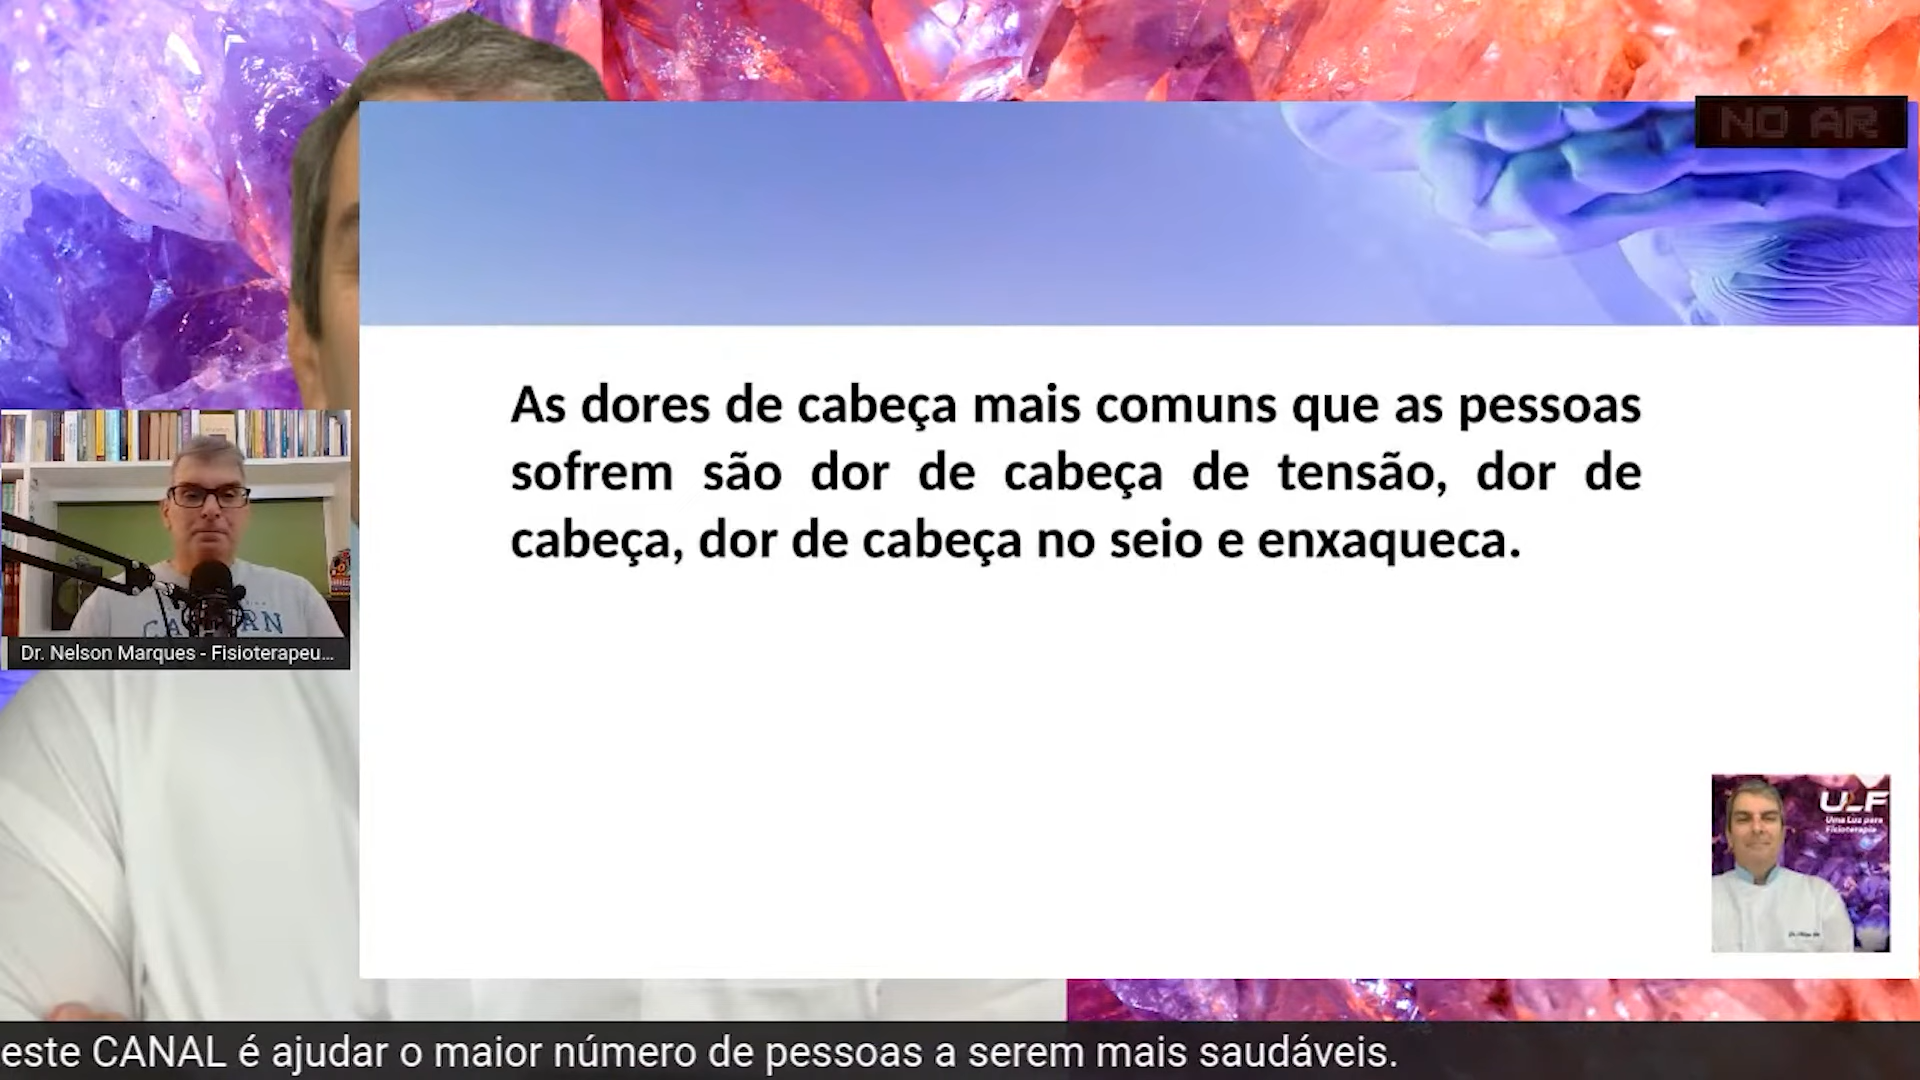 NO AR
As dores de cabeça mais comuns que as pessoas
sofrem são dor de cabeça de tensão, dor de
cabeça, dor de cabeça no seio e enxaqueca.
Dr. Nelson Marques - Fisioterapeu...
Uma Luz para
Fisioterapia
este CANAL é ajudar o maior número de pessoas a serem mais saudáveis.